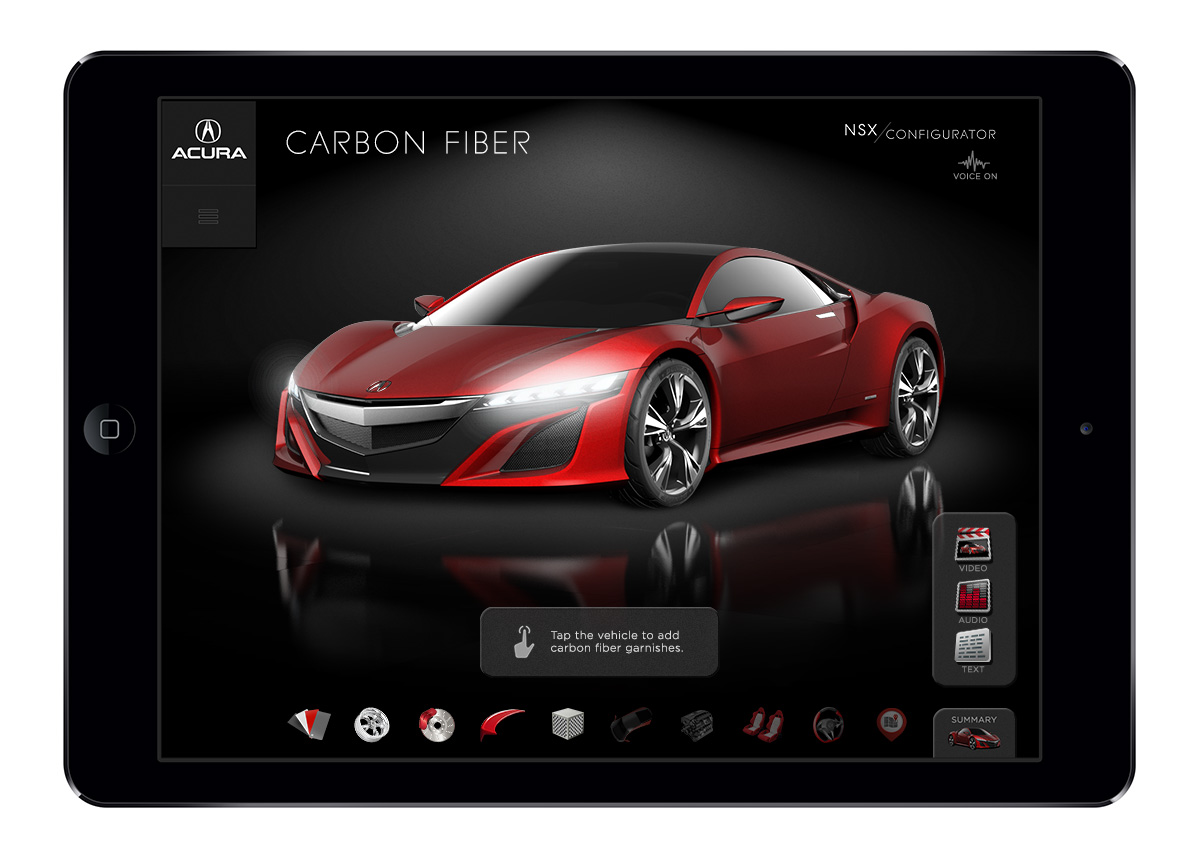 ACURA
CARBON FIBER
NSX/CONFIGURATOR
VOICE ON
VIDEO
AUDIO
TEXT
Tap the vehicle to add
carbon fiber garnishes.
SUMMARY